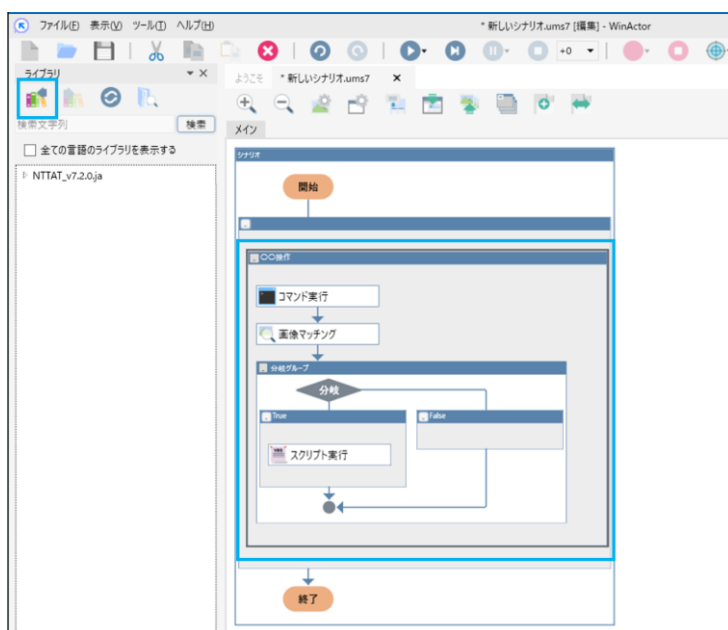 ファイル(F) 表示(V) ツール(T) ヘルプ(H)
* 新しいシナリオ.ums7 [編集] - WinActor
+0
ライブラリ
ようこそ
* 新しいシナリオ.ums7
検索文字列
検索
メイン
全ての言語のライブラリを表示する
NTTAT_v7.2.0.ja
シナリオ
開始
〇〇操作
コマンド実行
画像マッチング
分岐グループ
分岐
True
False
スクリプト実行
終了